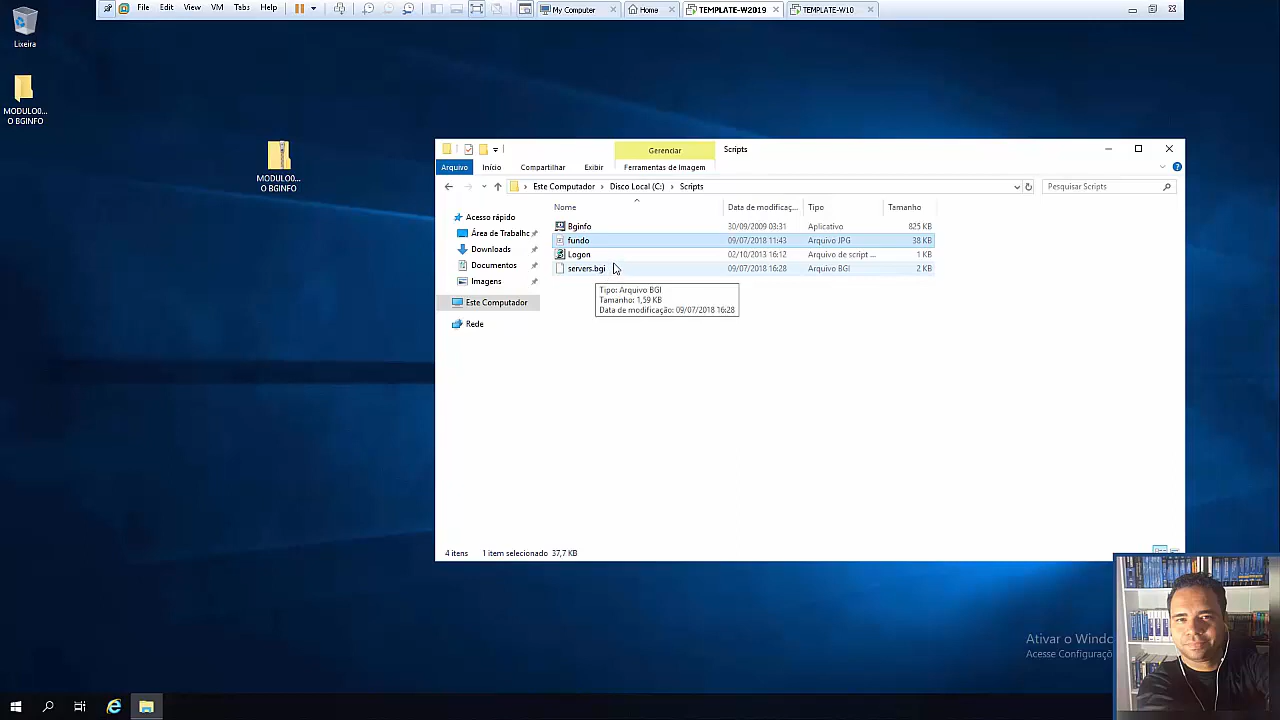 File Edit View VM Tabs Help
My Computer
Home
TEMPLATE-W2019
TEMPLATE-W10
Lixeira
MODULO0...
O BGINFO
MODULO0...
O BGINFO
Gerenciar
Scripts
Arquivo Início Compartilhar Exibir Ferramentas de Imagem
Este Computador > Disco Local (C:) > Scripts
Pesquisar Scripts
Nome Data de modificaç... Tipo Tamanho
Bginfo 30/09/2009 03:31 Aplicativo 825 KB
fundo 09/07/2018 11:43 Arquivo JPG 38 KB
Logon 02/10/2013 16:12 Arquivo de script ... 1 KB
servers.bgi 09/07/2018 16:28 Arquivo BGI 2 KB
Tipo: Arquivo BGI
Tamanho: 1,59 KB
Data de modificação: 09/07/2018 16:28
Acesso rápido
Área de Trabalho
Downloads
Documentos
Imagens
Este Computador
Rede
4 itens 1 item selecionado 37,7 KB
Ativar o Windo
Acesse Configuraçõ